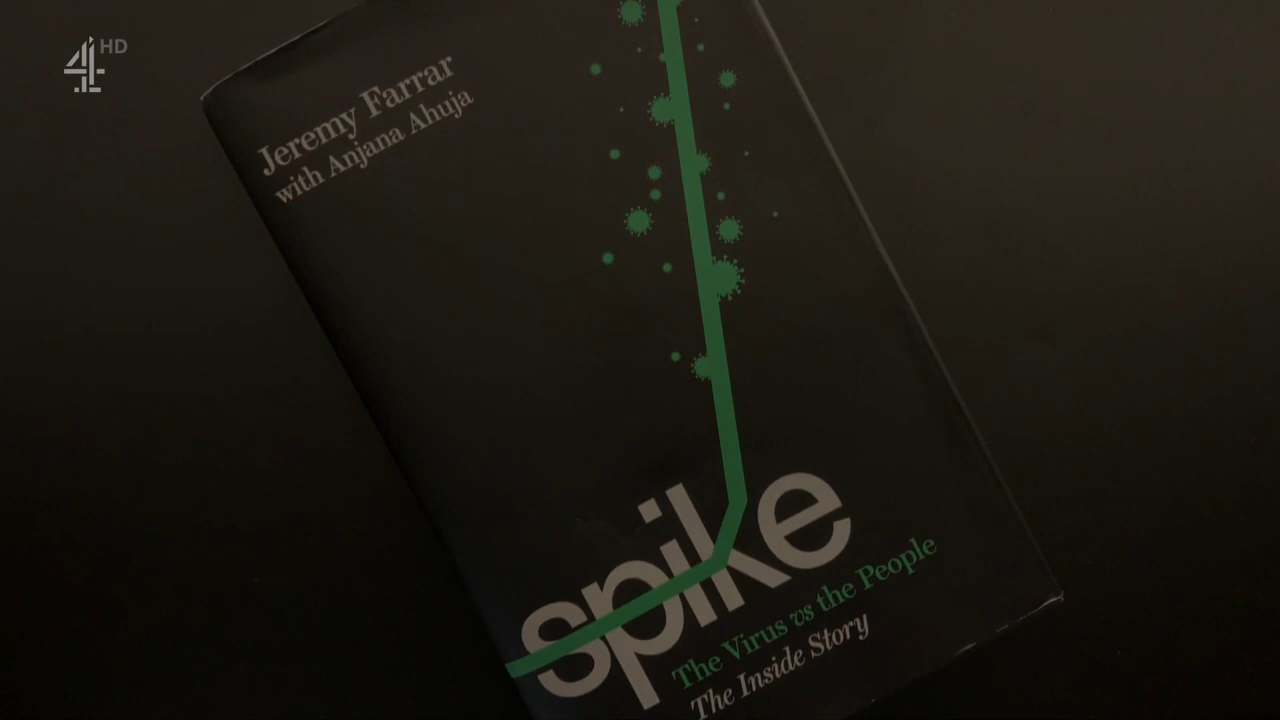 4 HD
Jeremy Farrar
with Anjana Ahuja
spike
The Virus vs the People
The Inside Story